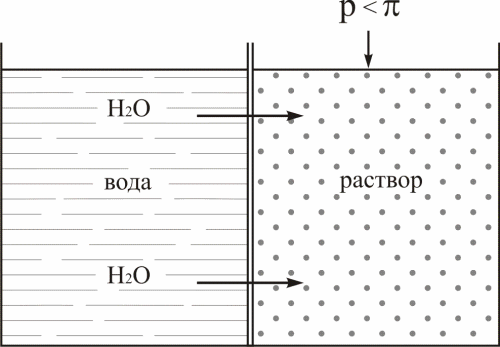 p < π
H₂O
вода
раствор
H₂O